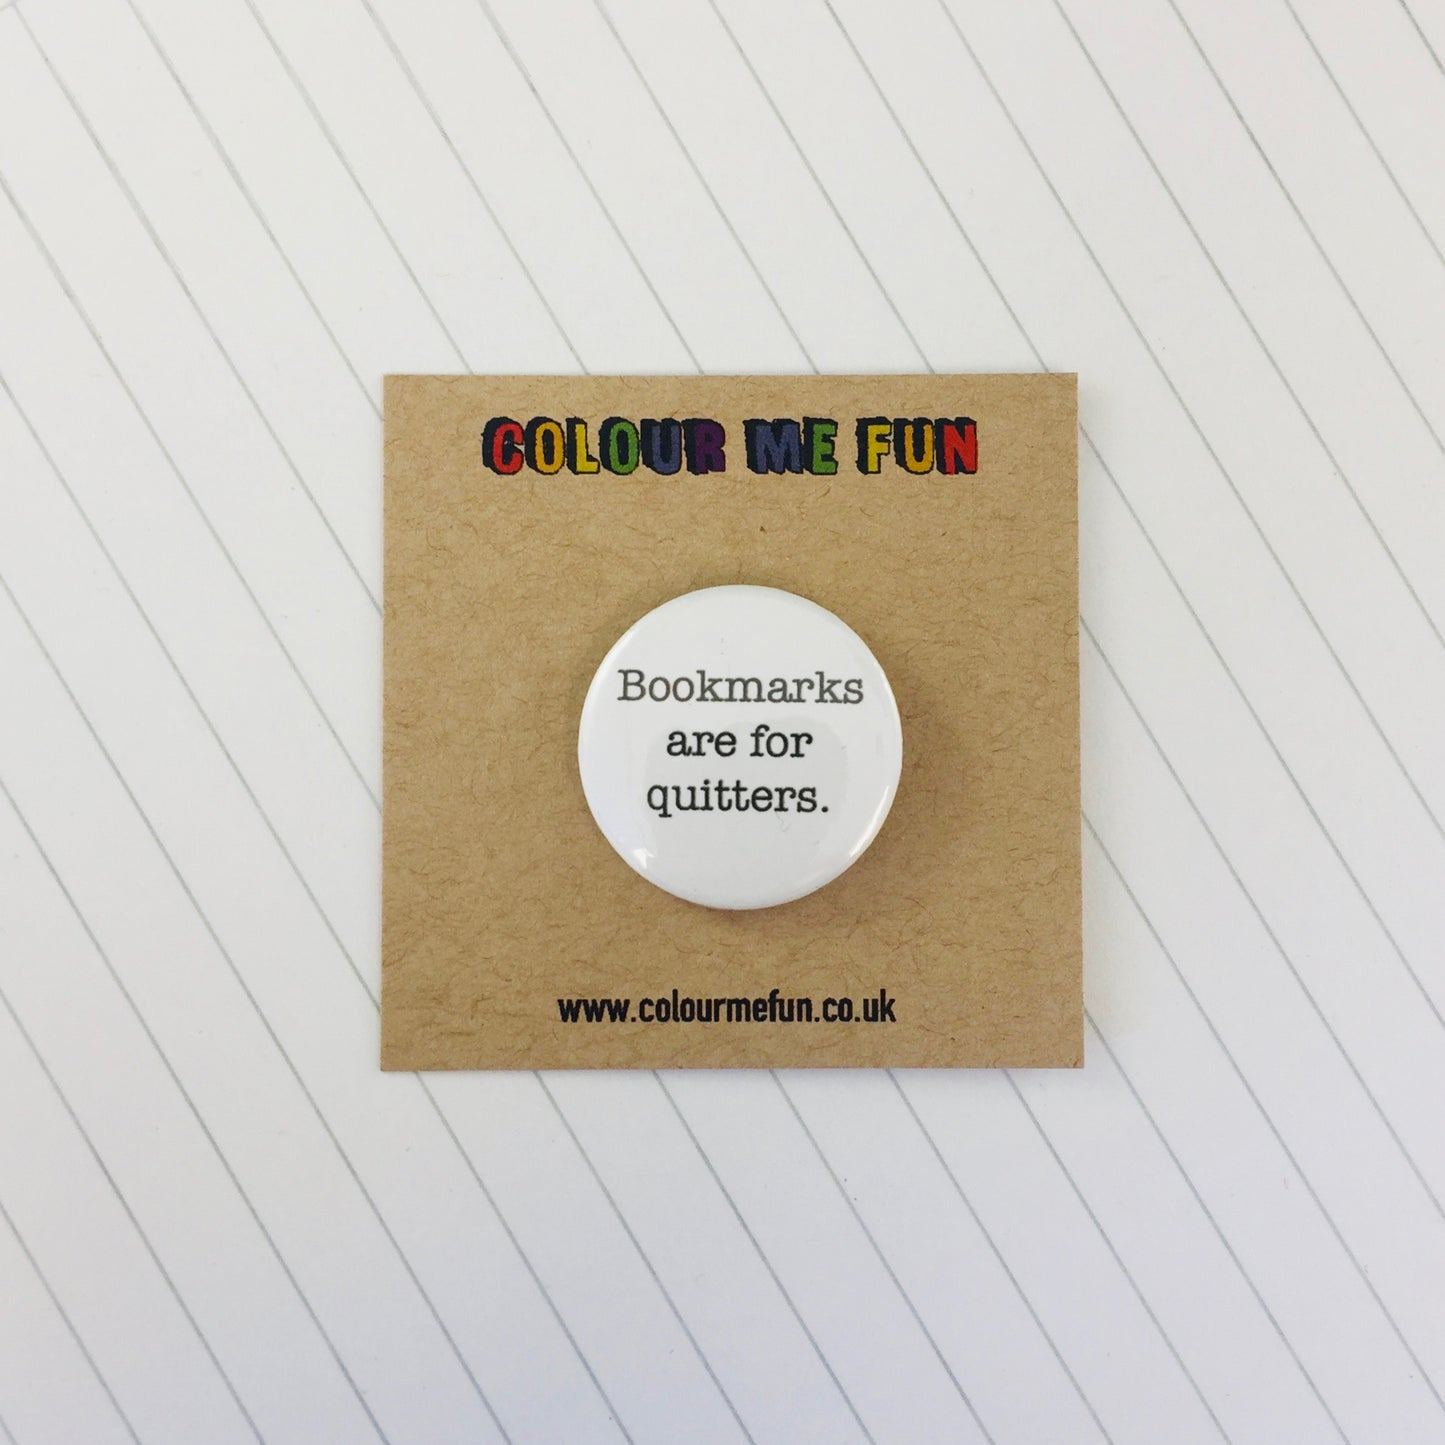 COLOUR ME FUN
Bookmarks
are for
quitters.
www.colourmefun.co.uk